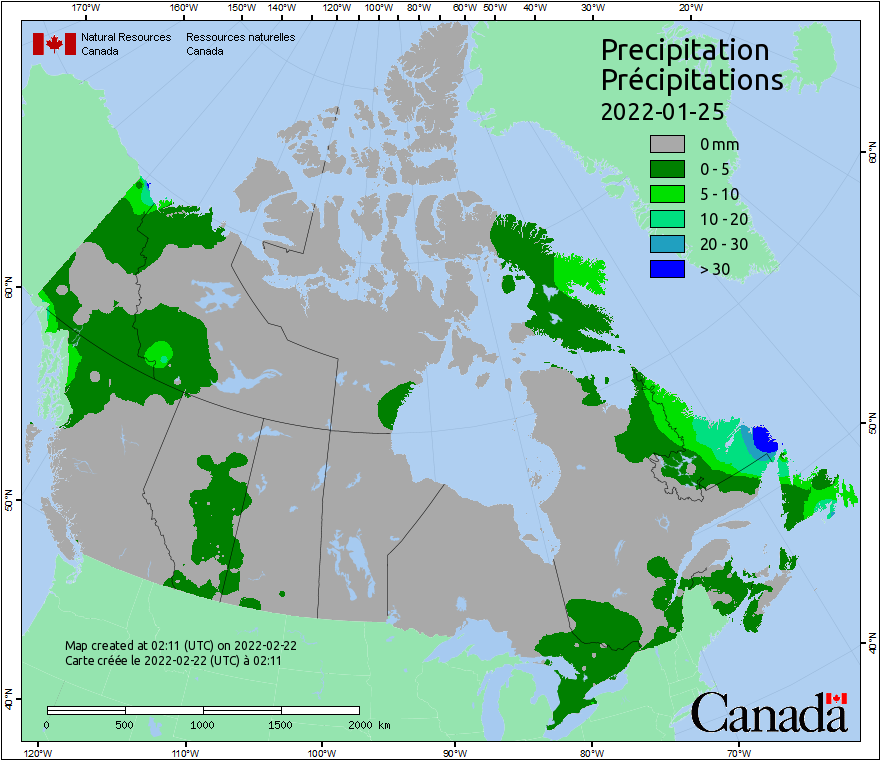 170°W 160°W 150°W 140°W 120°W 100°W 80°W 60°W 50°W 40°W 30°W 20°W
Natural Resources Ressources naturelles
Canada Canada
Precipitation
Précipitations
2022-01-25
0 mm
0 - 5
5 - 10
10 - 20
20 - 30
> 30
60°N
60°N
50°N
50°N
40°N
40°N
Map created at 02:11 (UTC) on 2022-02-22
Carte créée le 2022-02-22 (UTC) à 02:11
0 500 1000 1500 2000 km
Canada
120°W 110°W 100°W 90°W 80°W 70°W